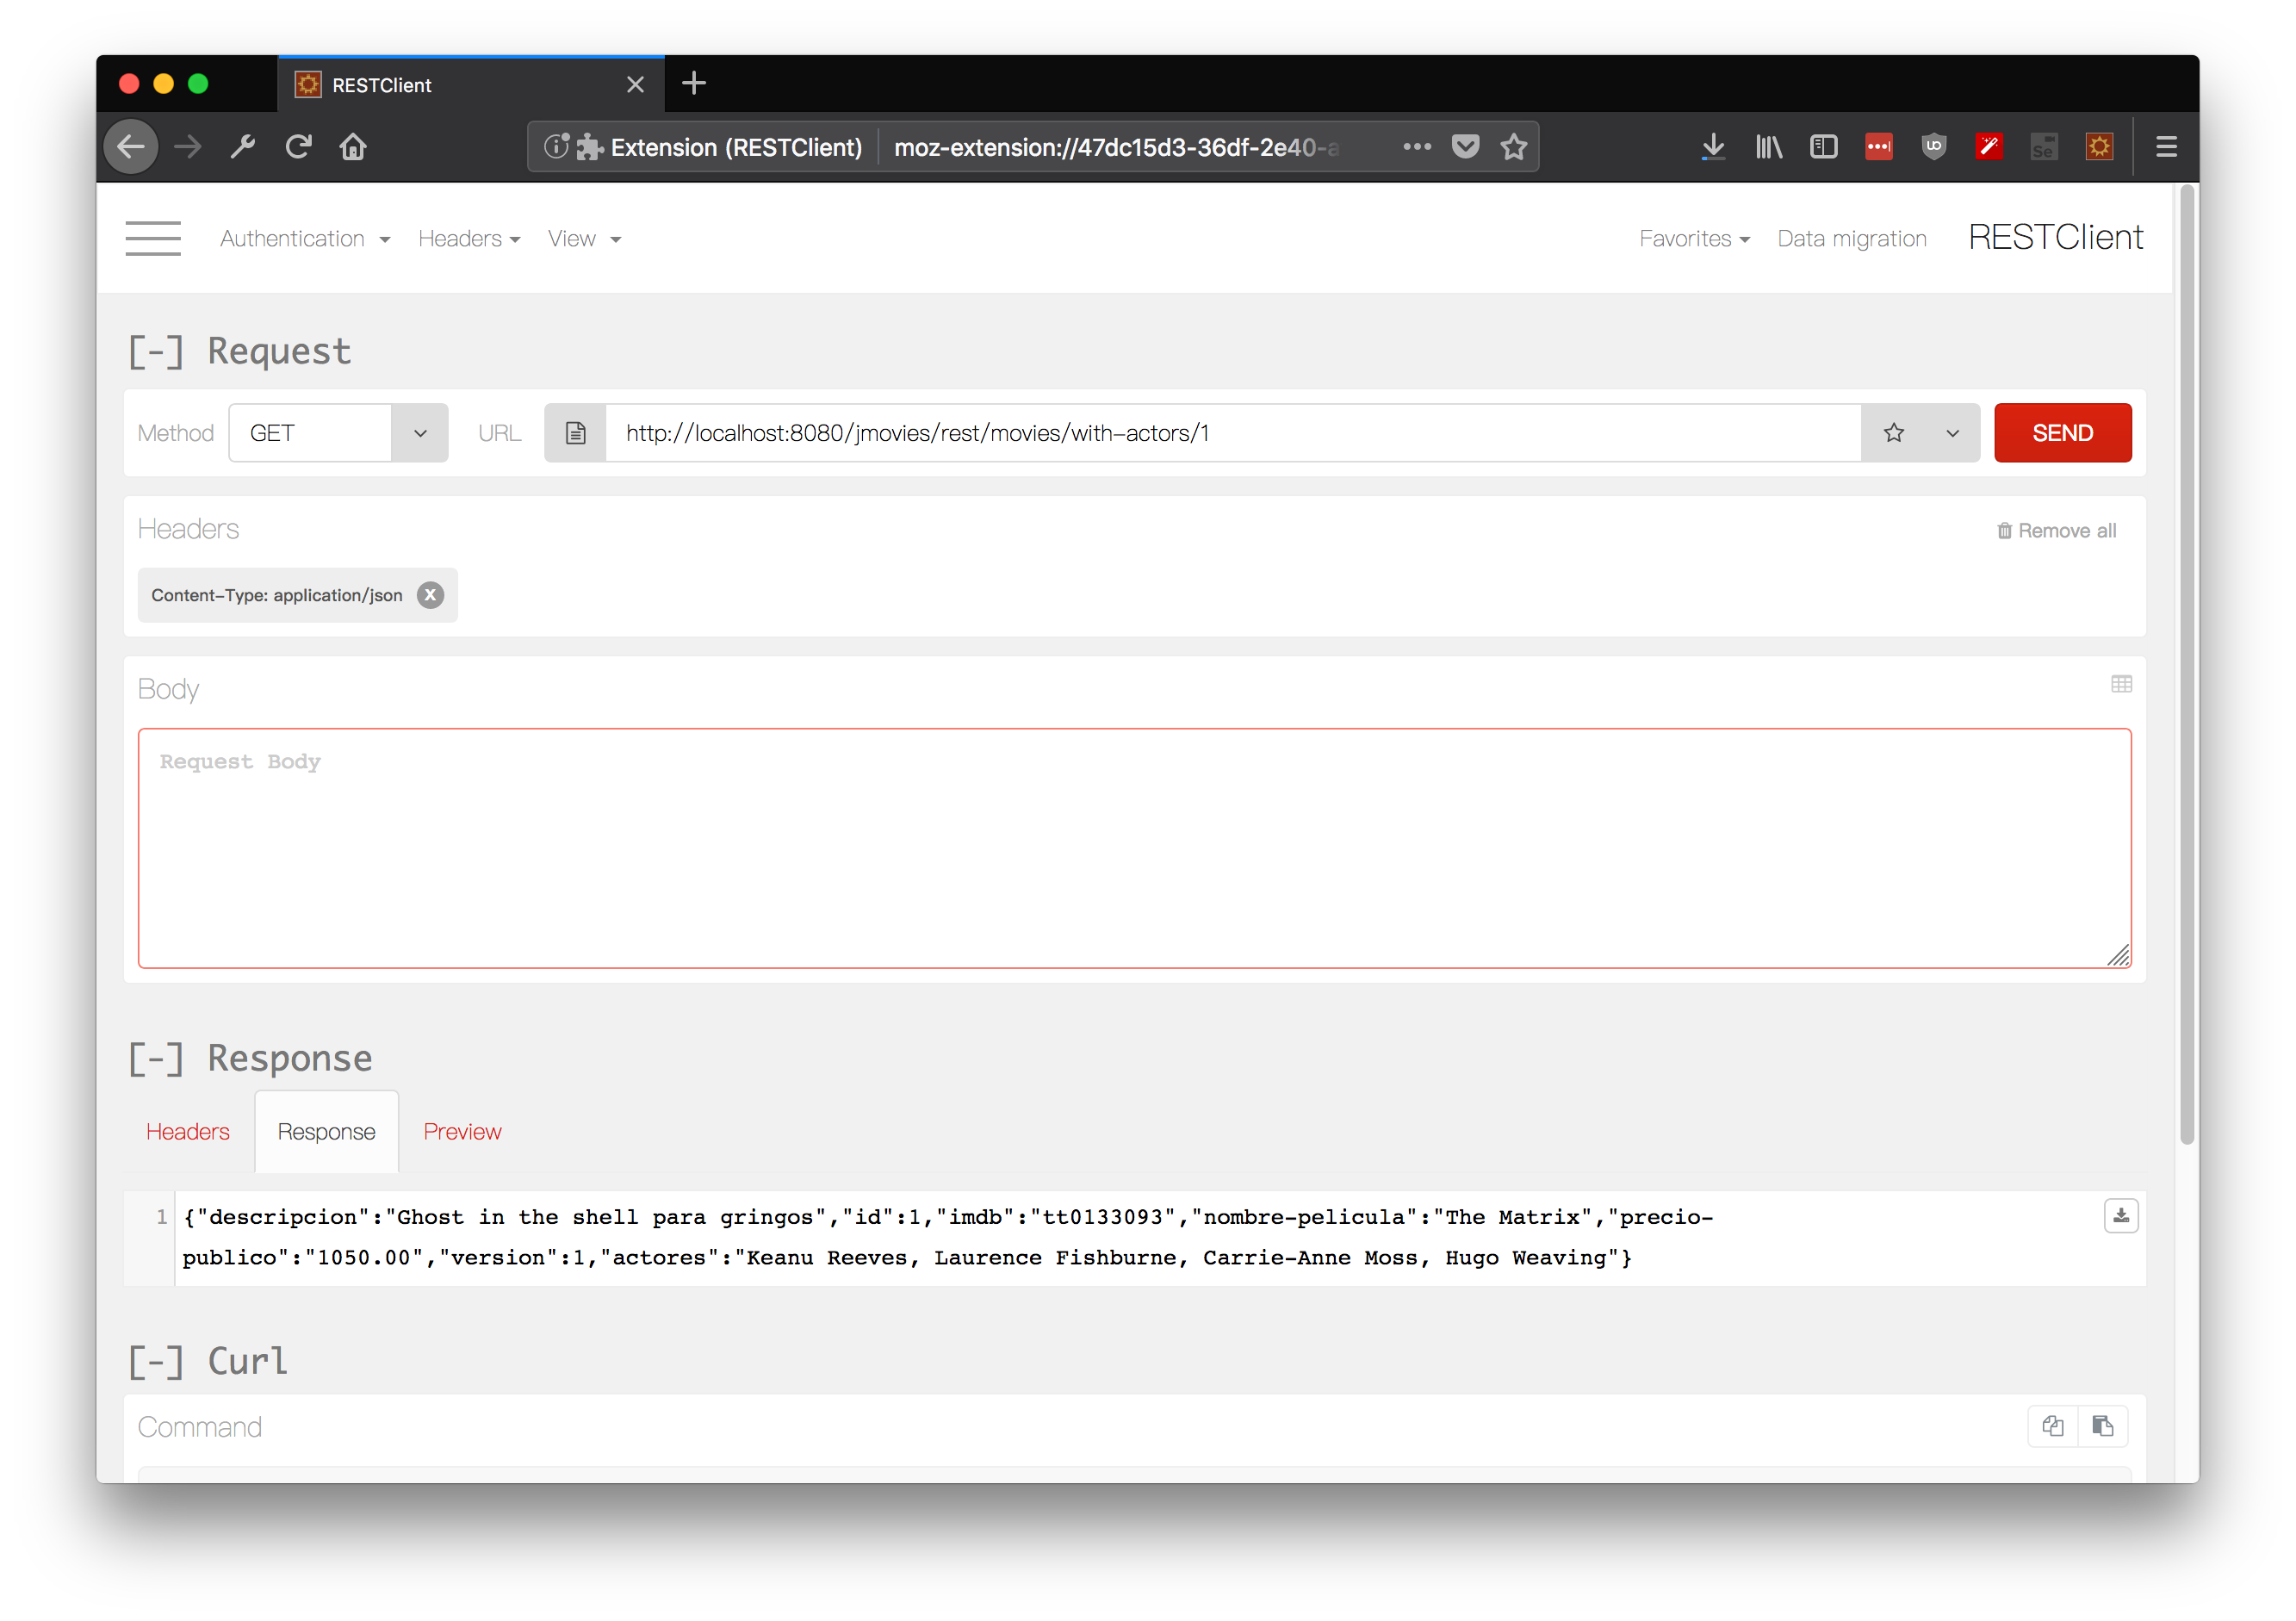 RESTClient
Extension (RESTClient) moz-extension://47dc15d3-36df-2e40-a
Se
Authentication Headers View Favorites Data migration RESTClient
[-] Request
Method GET URL http://localhost:8080/jmovies/rest/movies/with-actors/1 SEND
Headers Remove all
Content-Type: application/json x
Body
Request Body
[-] Response
Headers Response Preview
1 {"descripcion":"Ghost in the shell para gringos","id":1,"imdb":"tt0133093","nombre-pelicula":"The Matrix","precio-
publico":"1050.00","version":1,"actores":"Keanu Reeves, Laurence Fishburne, Carrie-Anne Moss, Hugo Weaving"}
[-] Curl
Command